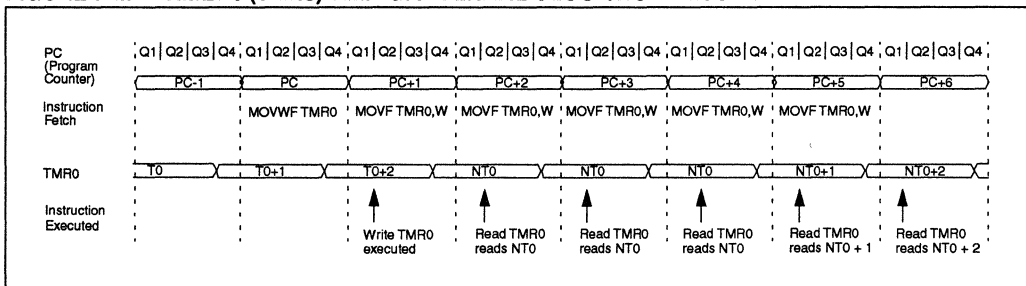 PC
(Program
Counter)
Q1 Q2 Q3 Q4 Q1 Q2 Q3 Q4 Q1 Q2 Q3 Q4 Q1 Q2 Q3 Q4 Q1 Q2 Q3 Q4 Q1 Q2 Q3 Q4 Q1 Q2 Q3 Q4 Q1 Q2 Q3 Q4
PC-1 PC PC+1 PC+2 PC+3 PC+4 PC+5 PC+6
Instruction
Fetch
MOVWF TMR0 MOVF TMR0,W MOVF TMR0,W MOVF TMR0,W MOVF TMR0,W MOVF TMR0,W
TMR0
T0 T0+1 T0+2 NT0 NT0 NT0 NT0+1 NT0+2
Instruction
Executed
Write TMR0
executed
Read TMR0
reads NT0
Read TMR0
reads NT0
Read TMR0
reads NT0
Read TMR0
reads NT0 + 1
Read TMR0
reads NT0 + 2